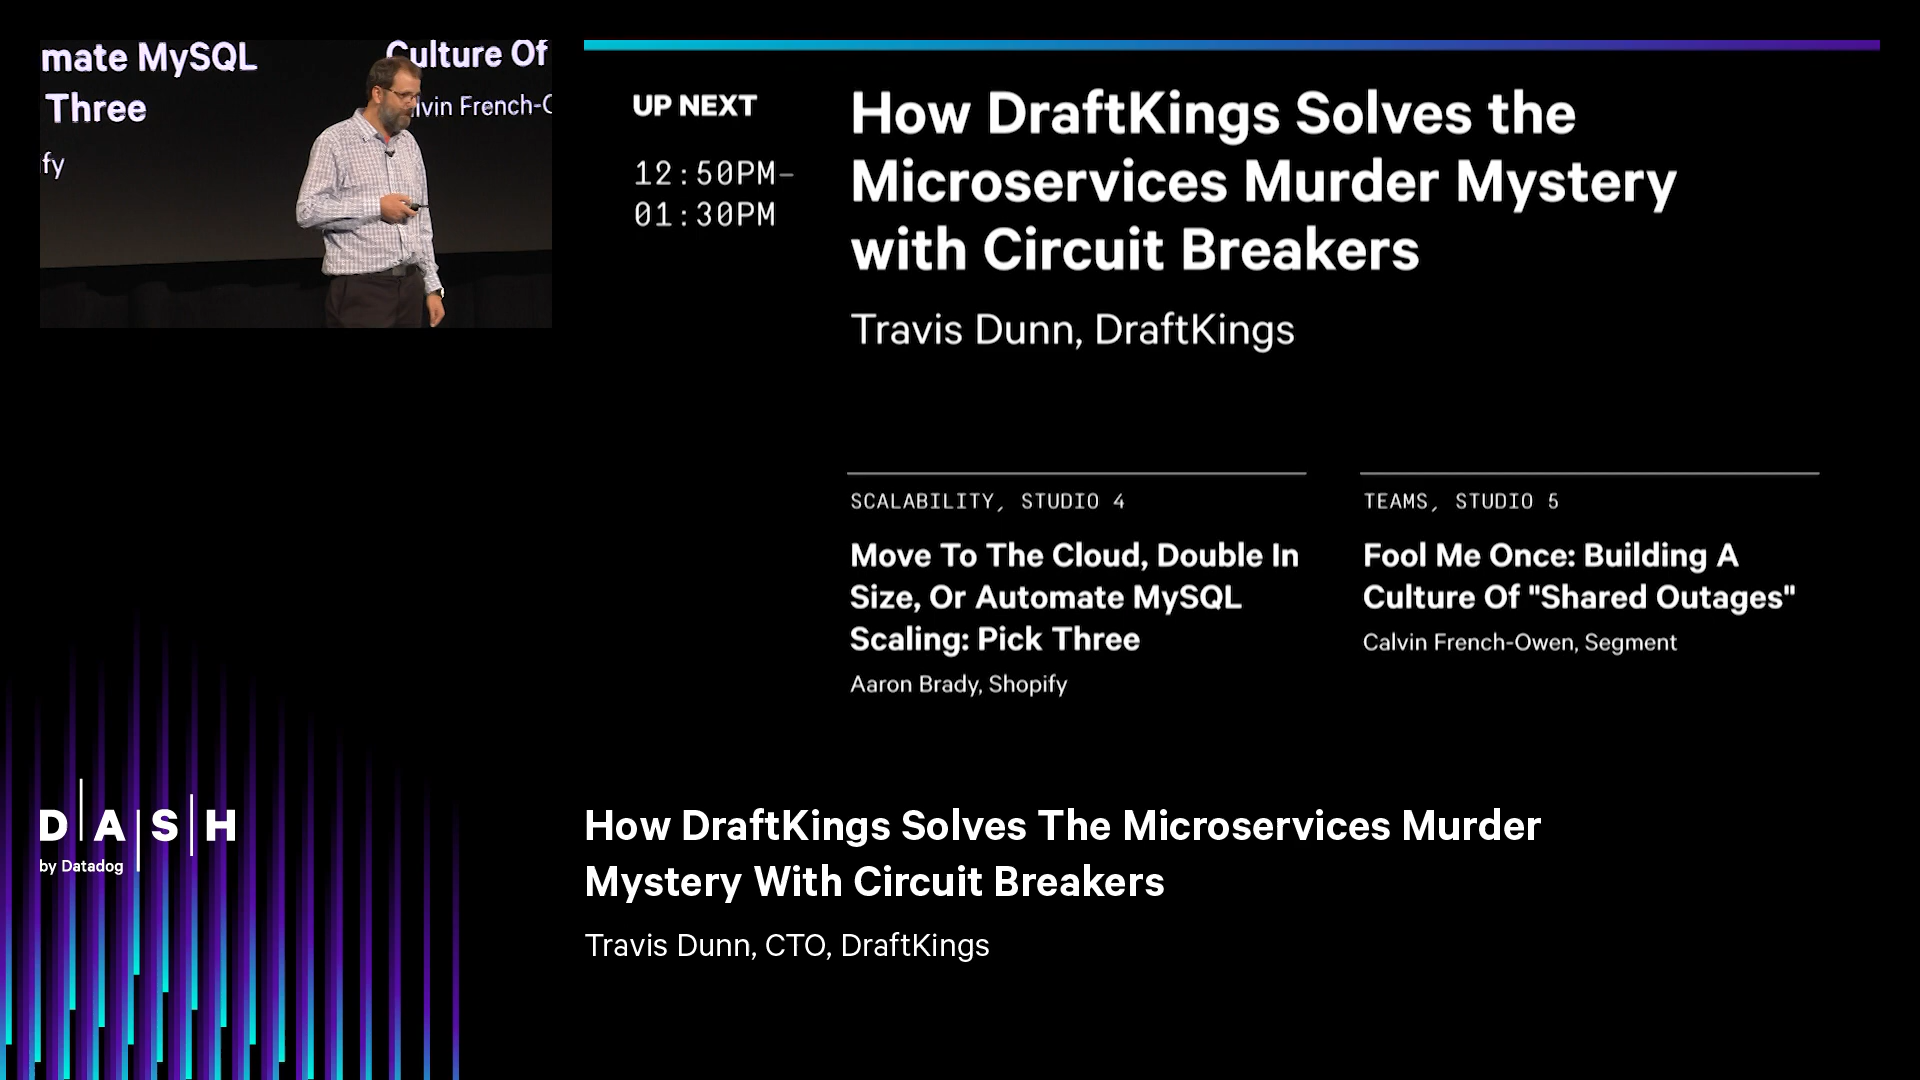 mate MySQL
Three
fy
Culture Of
lvin French-
UP NEXT
12:50PM–
01:30PM
How DraftKings Solves the
Microservices Murder Mystery
with Circuit Breakers
Travis Dunn, DraftKings
SCALABILITY, STUDIO 4
Move To The Cloud, Double In
Size, Or Automate MySQL
Scaling: Pick Three
Aaron Brady, Shopify
TEAMS, STUDIO 5
Fool Me Once: Building A
Culture Of "Shared Outages"
Calvin French-Owen, Segment
DASH
by Datadog
How DraftKings Solves The Microservices Murder
Mystery With Circuit Breakers
Travis Dunn, CTO, DraftKings